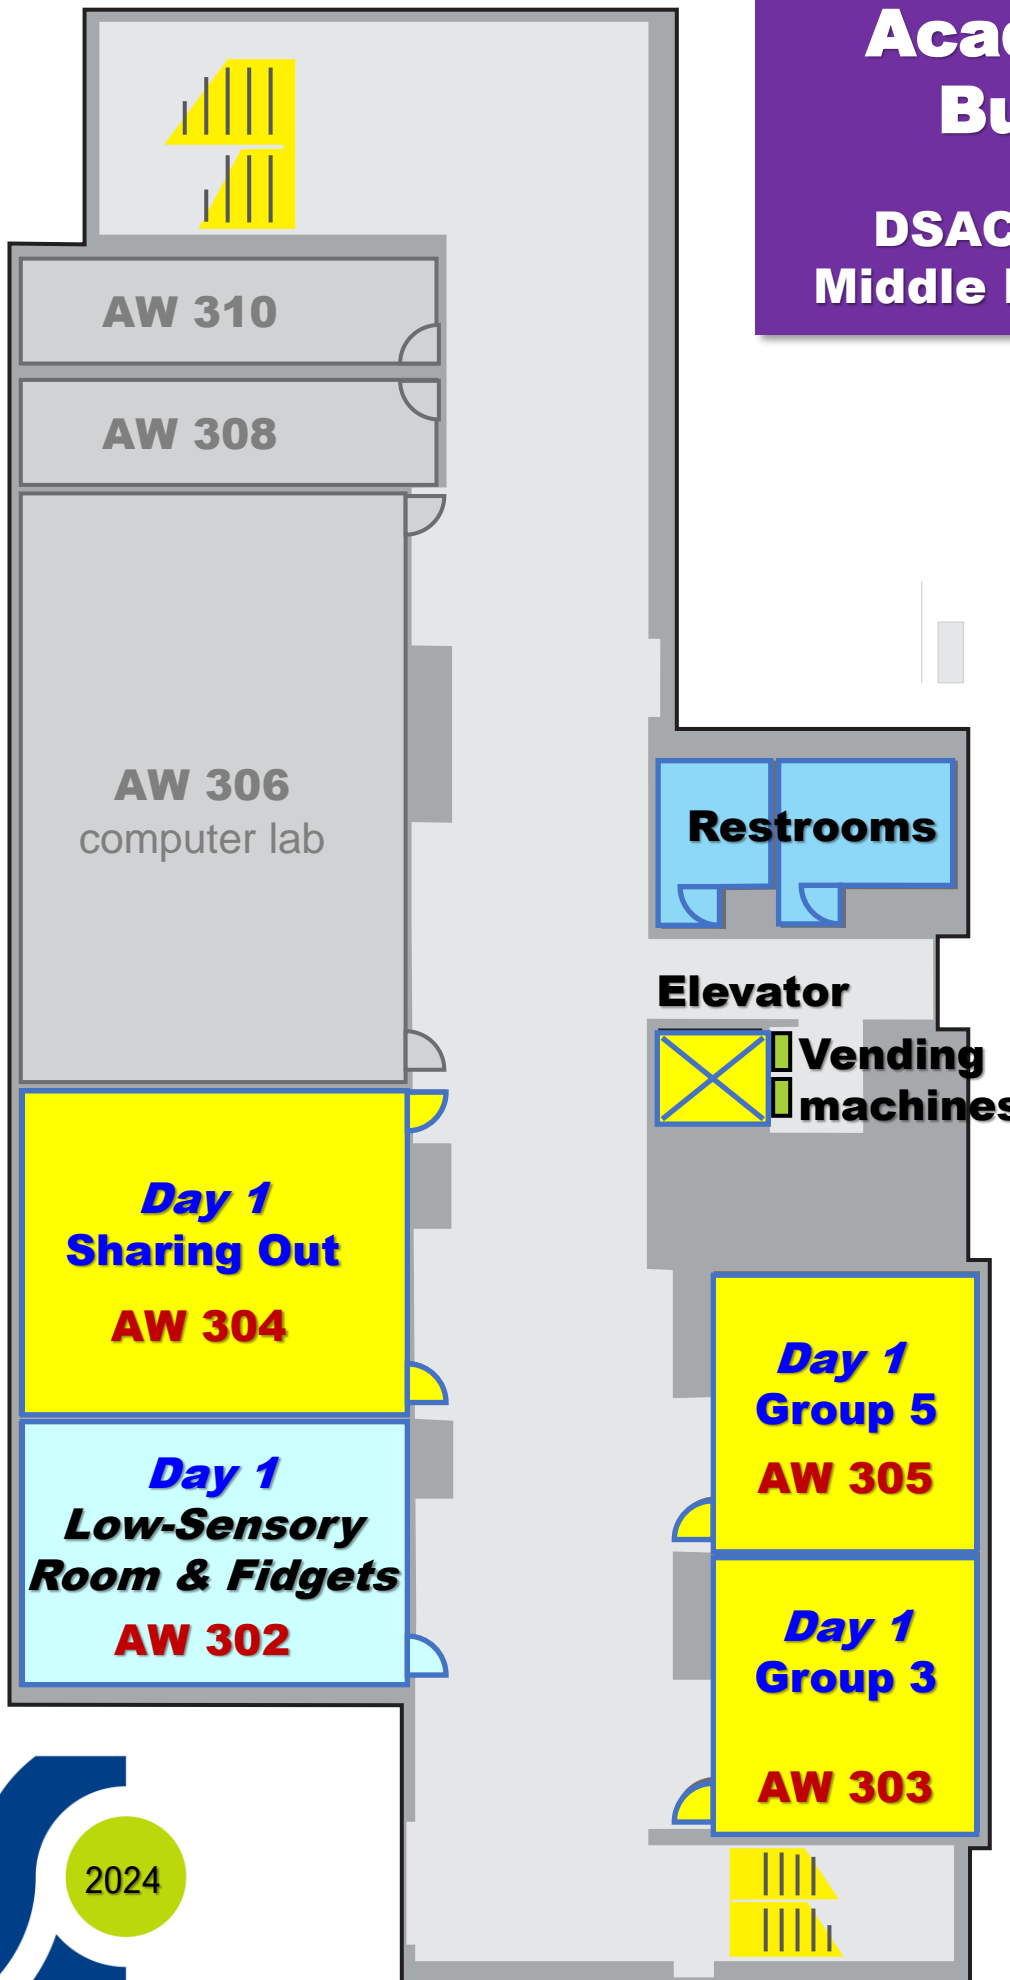 AW 310
AW 308
AW 306
computer lab
Restrooms
Elevator
Vending
machines
Day 1
Sharing Out
AW 304
Day 1
Low-Sensory
Room & Fidgets
AW 302
Day 1
Group 5
AW 305
Day 1
Group 3
AW 303
2024
Middle